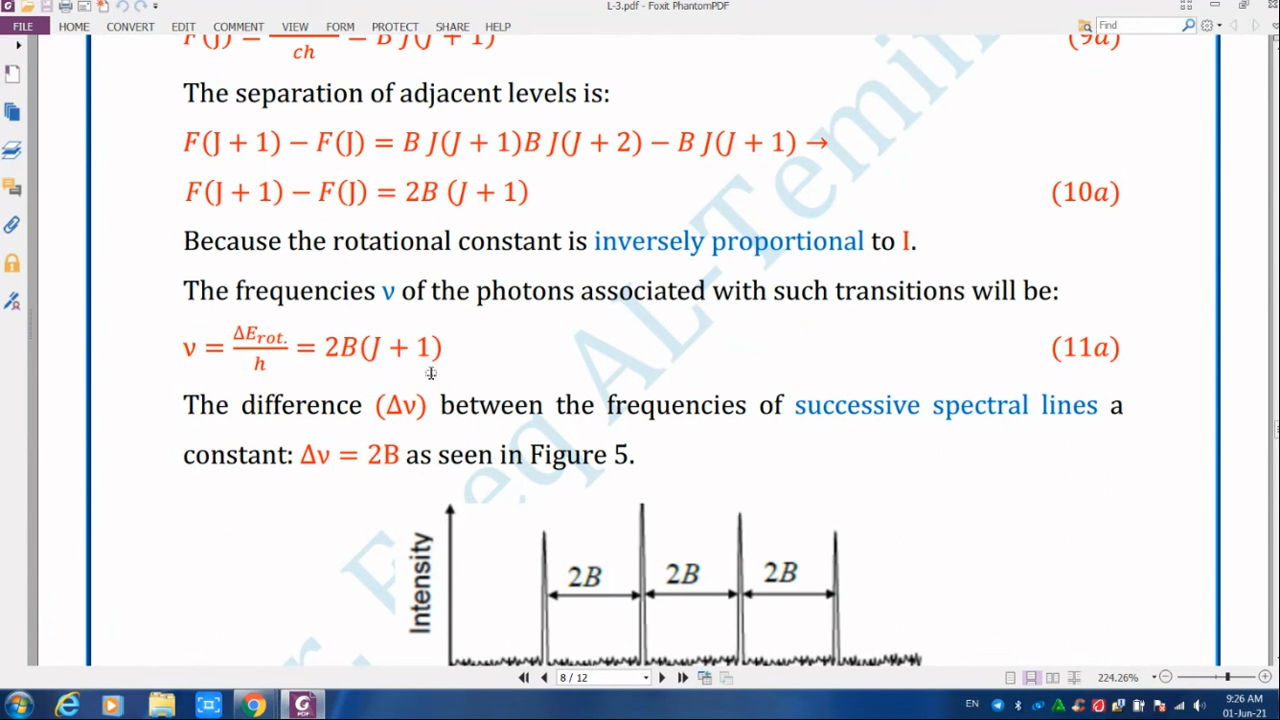 L-3.pdf - Foxit PhantomPDF
FILE HOME CONVERT EDIT COMMENT VIEW FORM PROTECT SHARE HELP
Find
F(J) = ch = B J(J + 1) (9a)
The separation of adjacent levels is:
F(J + 1) − F(J) = B J(J + 1)B J(J + 2) − B J(J + 1) →
F(J + 1) − F(J) = 2B (J + 1) (10a)
Because the rotational constant is inversely proportional to I.
The frequencies ν of the photons associated with such transitions will be:
ν = ΔE_rot. / h = 2B(J + 1) (11a)
The difference (Δν) between the frequencies of successive spectral lines a
constant: Δν = 2B as seen in Figure 5.
Intensity
2B 2B 2B
8 / 12
224.26%
EN
9:26 AM
01-Jun-21